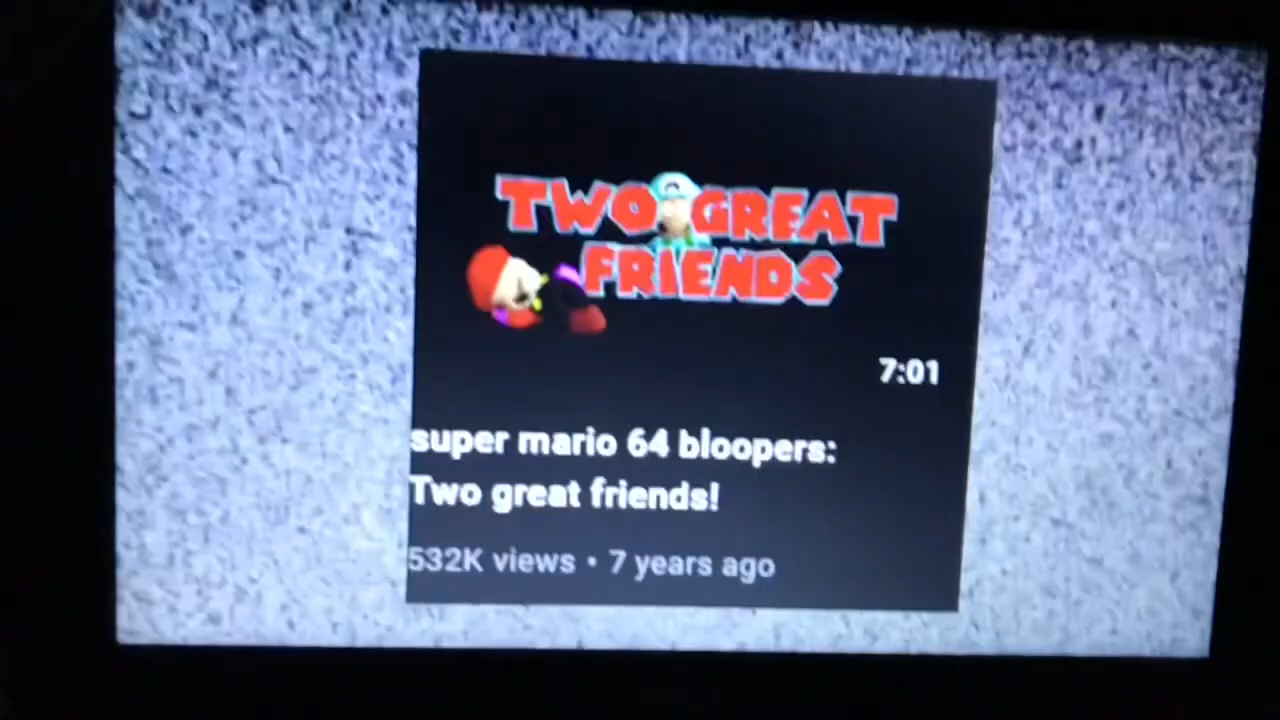 TWO GREAT
FRIENDS
7:01
super mario 64 bloopers:
Two great friends!
532K views • 7 years ago